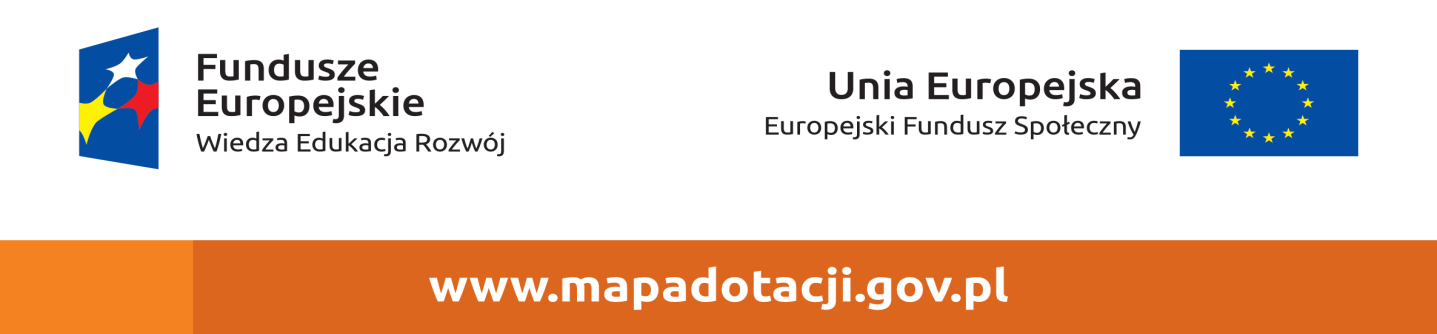 Fundusze
Europejskie
Wiedza Edukacja Rozwój
Unia Europejska
Europejski Fundusz Społeczny
www.mapadotacji.gov.pl